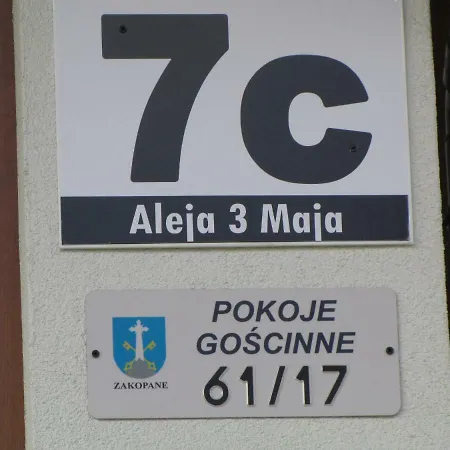 7c
Aleja 3 Maja
POKOJE
GOŚCINNE
61/17
ZAKOPANE